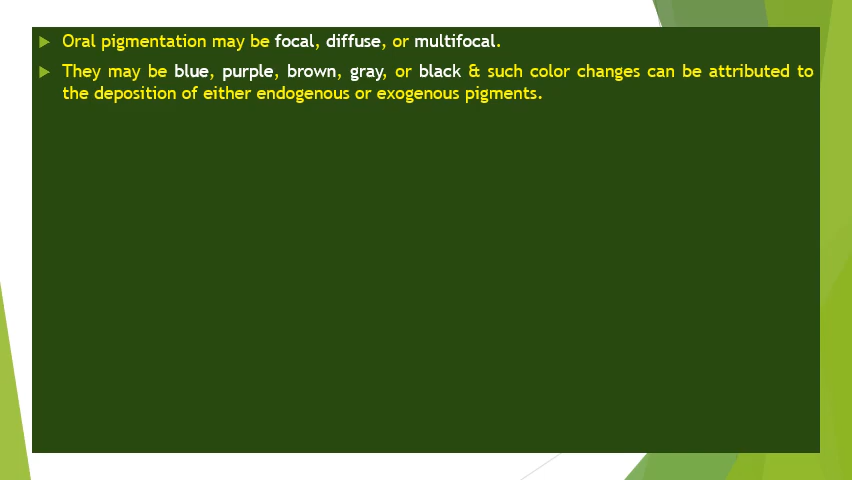 Oral pigmentation may be focal, diffuse, or multifocal.
They may be blue, purple, brown, gray, or black & such color changes can be attributed to
the deposition of either endogenous or exogenous pigments.